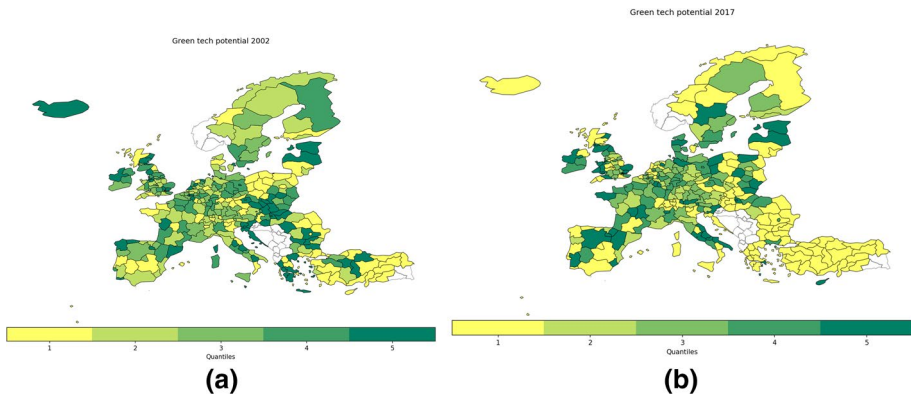 Green tech potential 2002
1 2 3 4 5
Quantiles
(a)
Green tech potential 2017
1 2 3 4 5
Quantiles
(b)